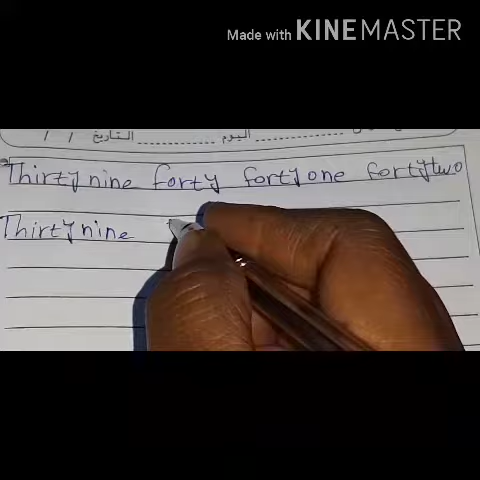 Made with KINEMASTER
/ / التاريخ ............ اليوم ............
Thirty nine forty forty one forty two
Thirty nine